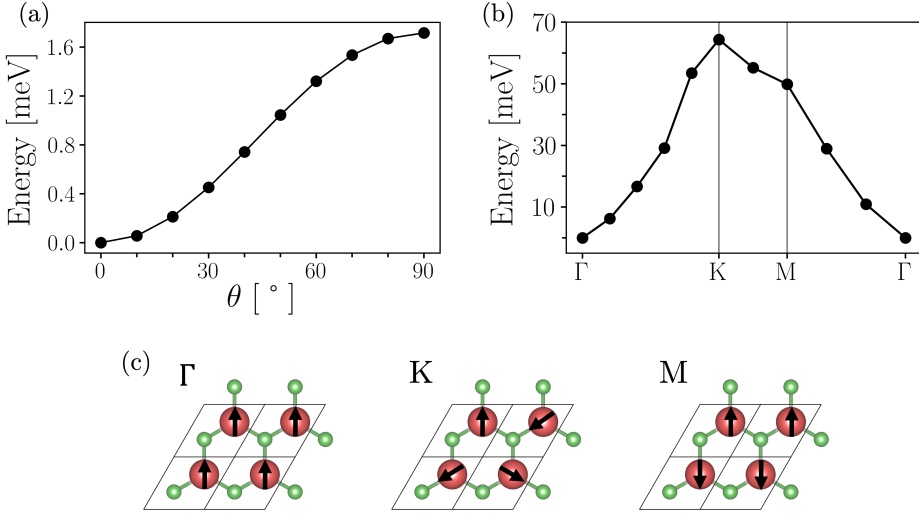 (a)
Energy [meV]
1.6
1.2
0.8
0.4
0.0
0
30
60
90
θ [ ° ]
(b)
Energy [meV]
70
50
30
10
Γ
K
M
Γ
(c)
Γ
K
M